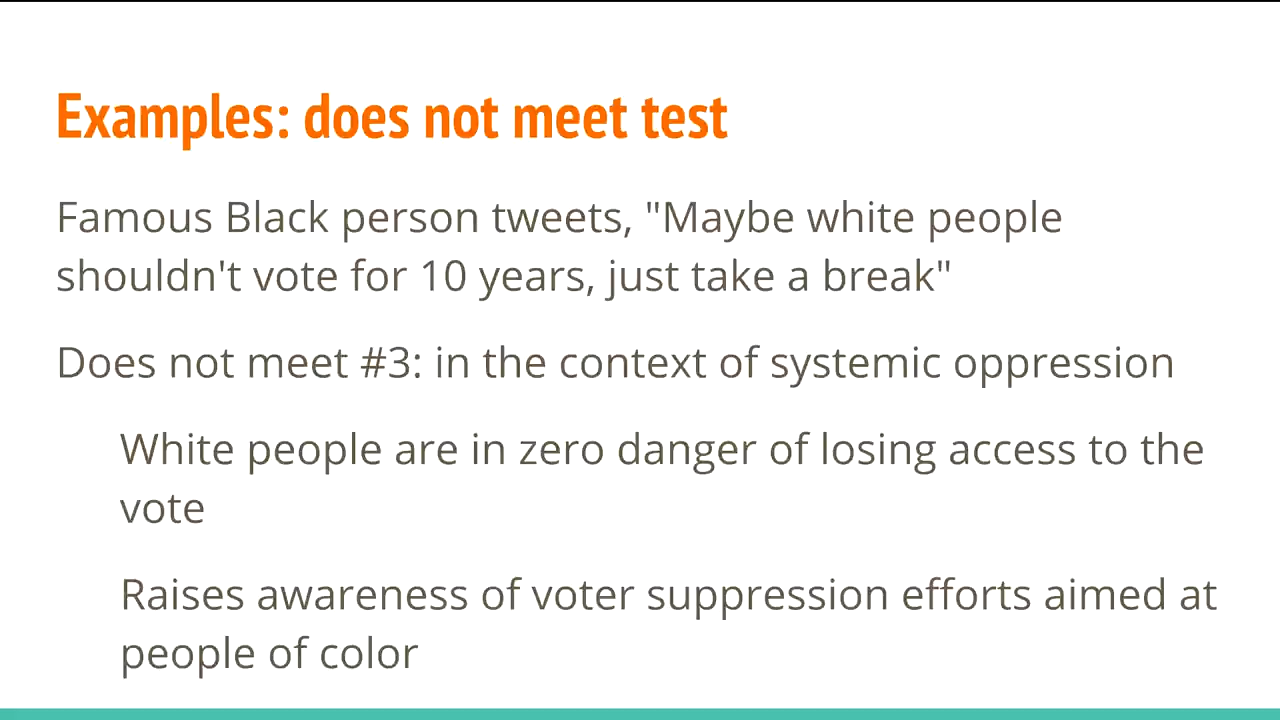 Examples: does not meet test
Famous Black person tweets, "Maybe white people
shouldn't vote for 10 years, just take a break"
Does not meet #3: in the context of systemic oppression
White people are in zero danger of losing access to the
vote
Raises awareness of voter suppression efforts aimed at
people of color